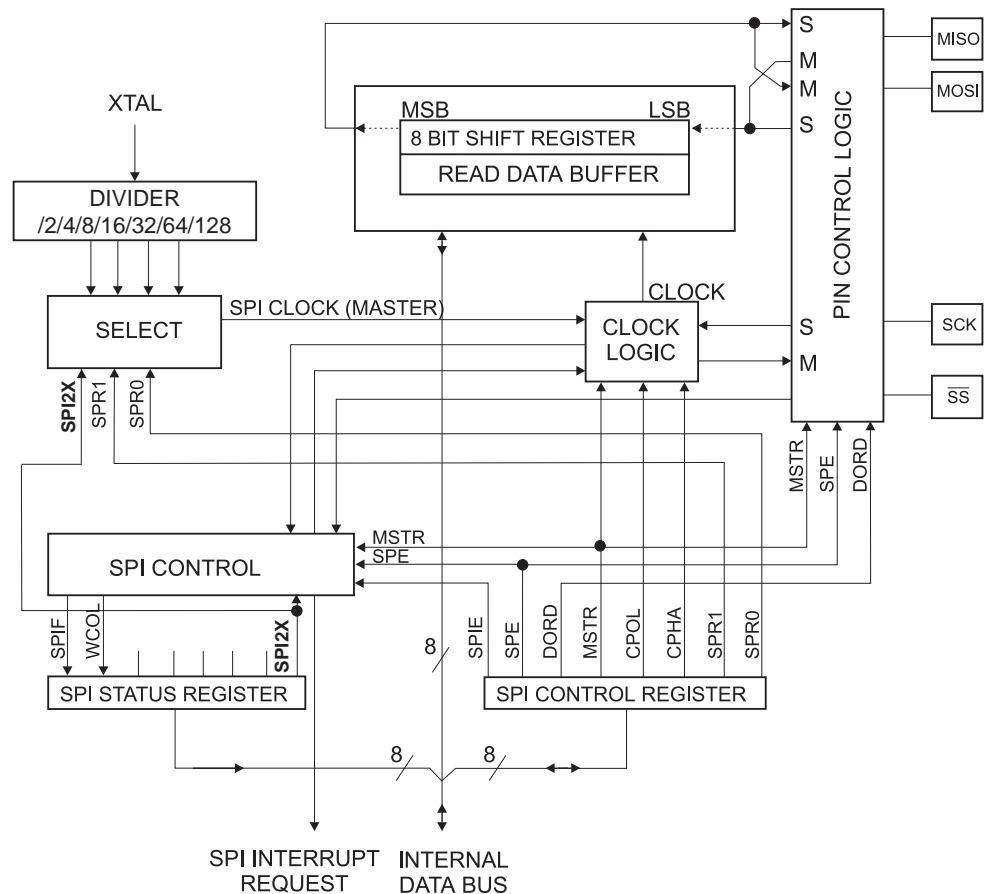 S
MISO
M
M
MOSI
XTAL
MSB
LSB
S
8 BIT SHIFT REGISTER
READ DATA BUFFER
PIN CONTROL LOGIC
DIVIDER
/2/4/8/16/32/64/128
SPI CLOCK (MASTER)
CLOCK
SELECT
CLOCK
LOGIC
S
SCK
M
SPI2X
SPR1
SPR0
SS
MSTR
SPE
DORD
MSTR
SPE
SPI CONTROL
SPIF
WCOL
SPI2X
SPIE
SPE
DORD
MSTR
CPOL
CPHA
SPR1
SPR0
8
SPI STATUS REGISTER
SPI CONTROL REGISTER
8
8
SPI INTERRUPT
REQUEST
INTERNAL
DATA BUS